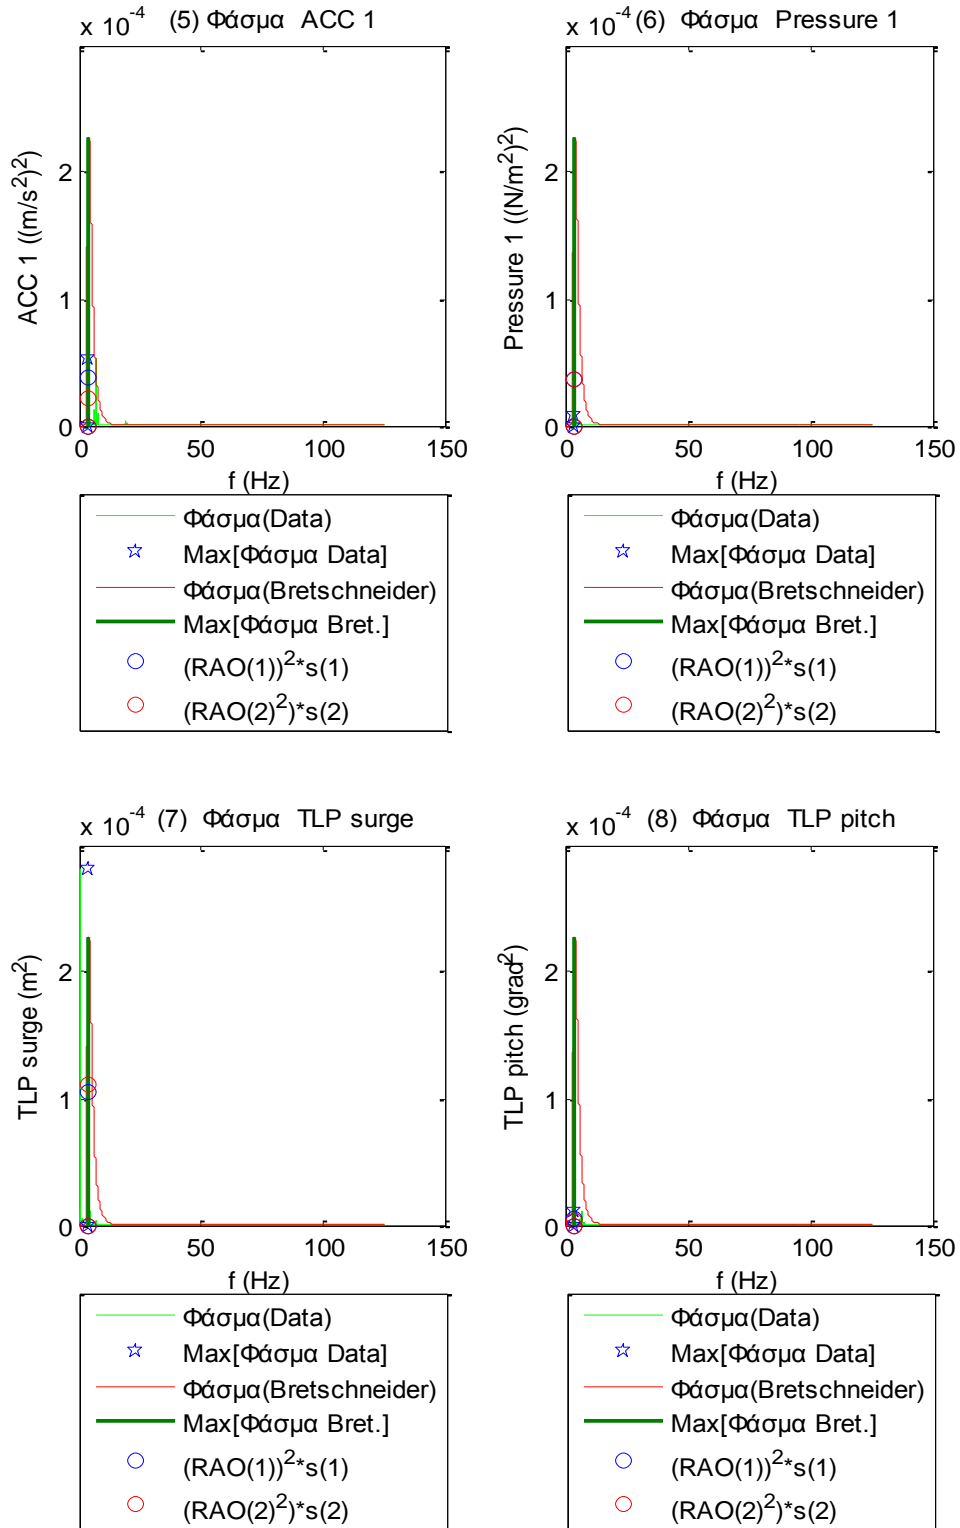 x 10^-4 (5) Φάσμα ACC 1
ACC 1 ((m/s^2)^2)
2
1
0
0 50 100 150
f (Hz)
Φάσμα(Data)
Max[Φάσμα Data]
Φάσμα(Bretschneider)
Max[Φάσμα Bret.]
(RAO(1))^2*s(1)
(RAO(2)^2)*s(2)
x 10^-4 (6) Φάσμα Pressure 1
Pressure 1 ((N/m^2)^2)
2
1
0
0 50 100 150
f (Hz)
Φάσμα(Data)
Max[Φάσμα Data]
Φάσμα(Bretschneider)
Max[Φάσμα Bret.]
(RAO(1))^2*s(1)
(RAO(2)^2)*s(2)
x 10^-4 (7) Φάσμα TLP surge
TLP surge (m^2)
2
1
0
0 50 100 150
f (Hz)
Φάσμα(Data)
Max[Φάσμα Data]
Φάσμα(Bretschneider)
Max[Φάσμα Bret.]
(RAO(1))^2*s(1)
(RAO(2)^2)*s(2)
x 10^-4 (8) Φάσμα TLP pitch
TLP pitch (grad^2)
2
1
0
0 50 100 150
f (Hz)
Φάσμα(Data)
Max[Φάσμα Data]
Φάσμα(Bretschneider)
Max[Φάσμα Bret.]
(RAO(1))^2*s(1)
(RAO(2)^2)*s(2)